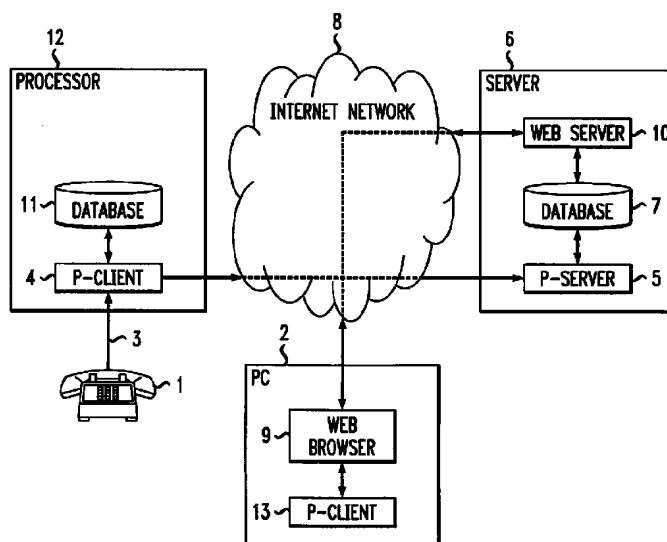 12
PROCESSOR
11
DATABASE
4
P-CLIENT
3
1
8
INTERNET NETWORK
6
SERVER
WEB SERVER
10
DATABASE
7
P-SERVER
5
2
PC
9
WEB
BROWSER
13
P-CLIENT